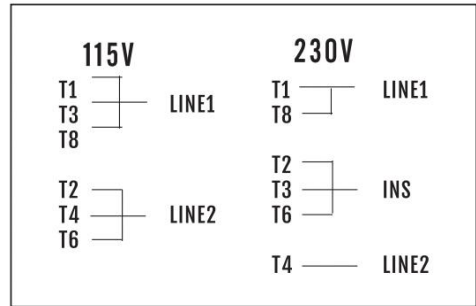 115V
T1
T3 LINE1
T8
T2
T4 LINE2
T6
230V
T1 LINE1
T8
T2
T3 INS
T6
T4 LINE2